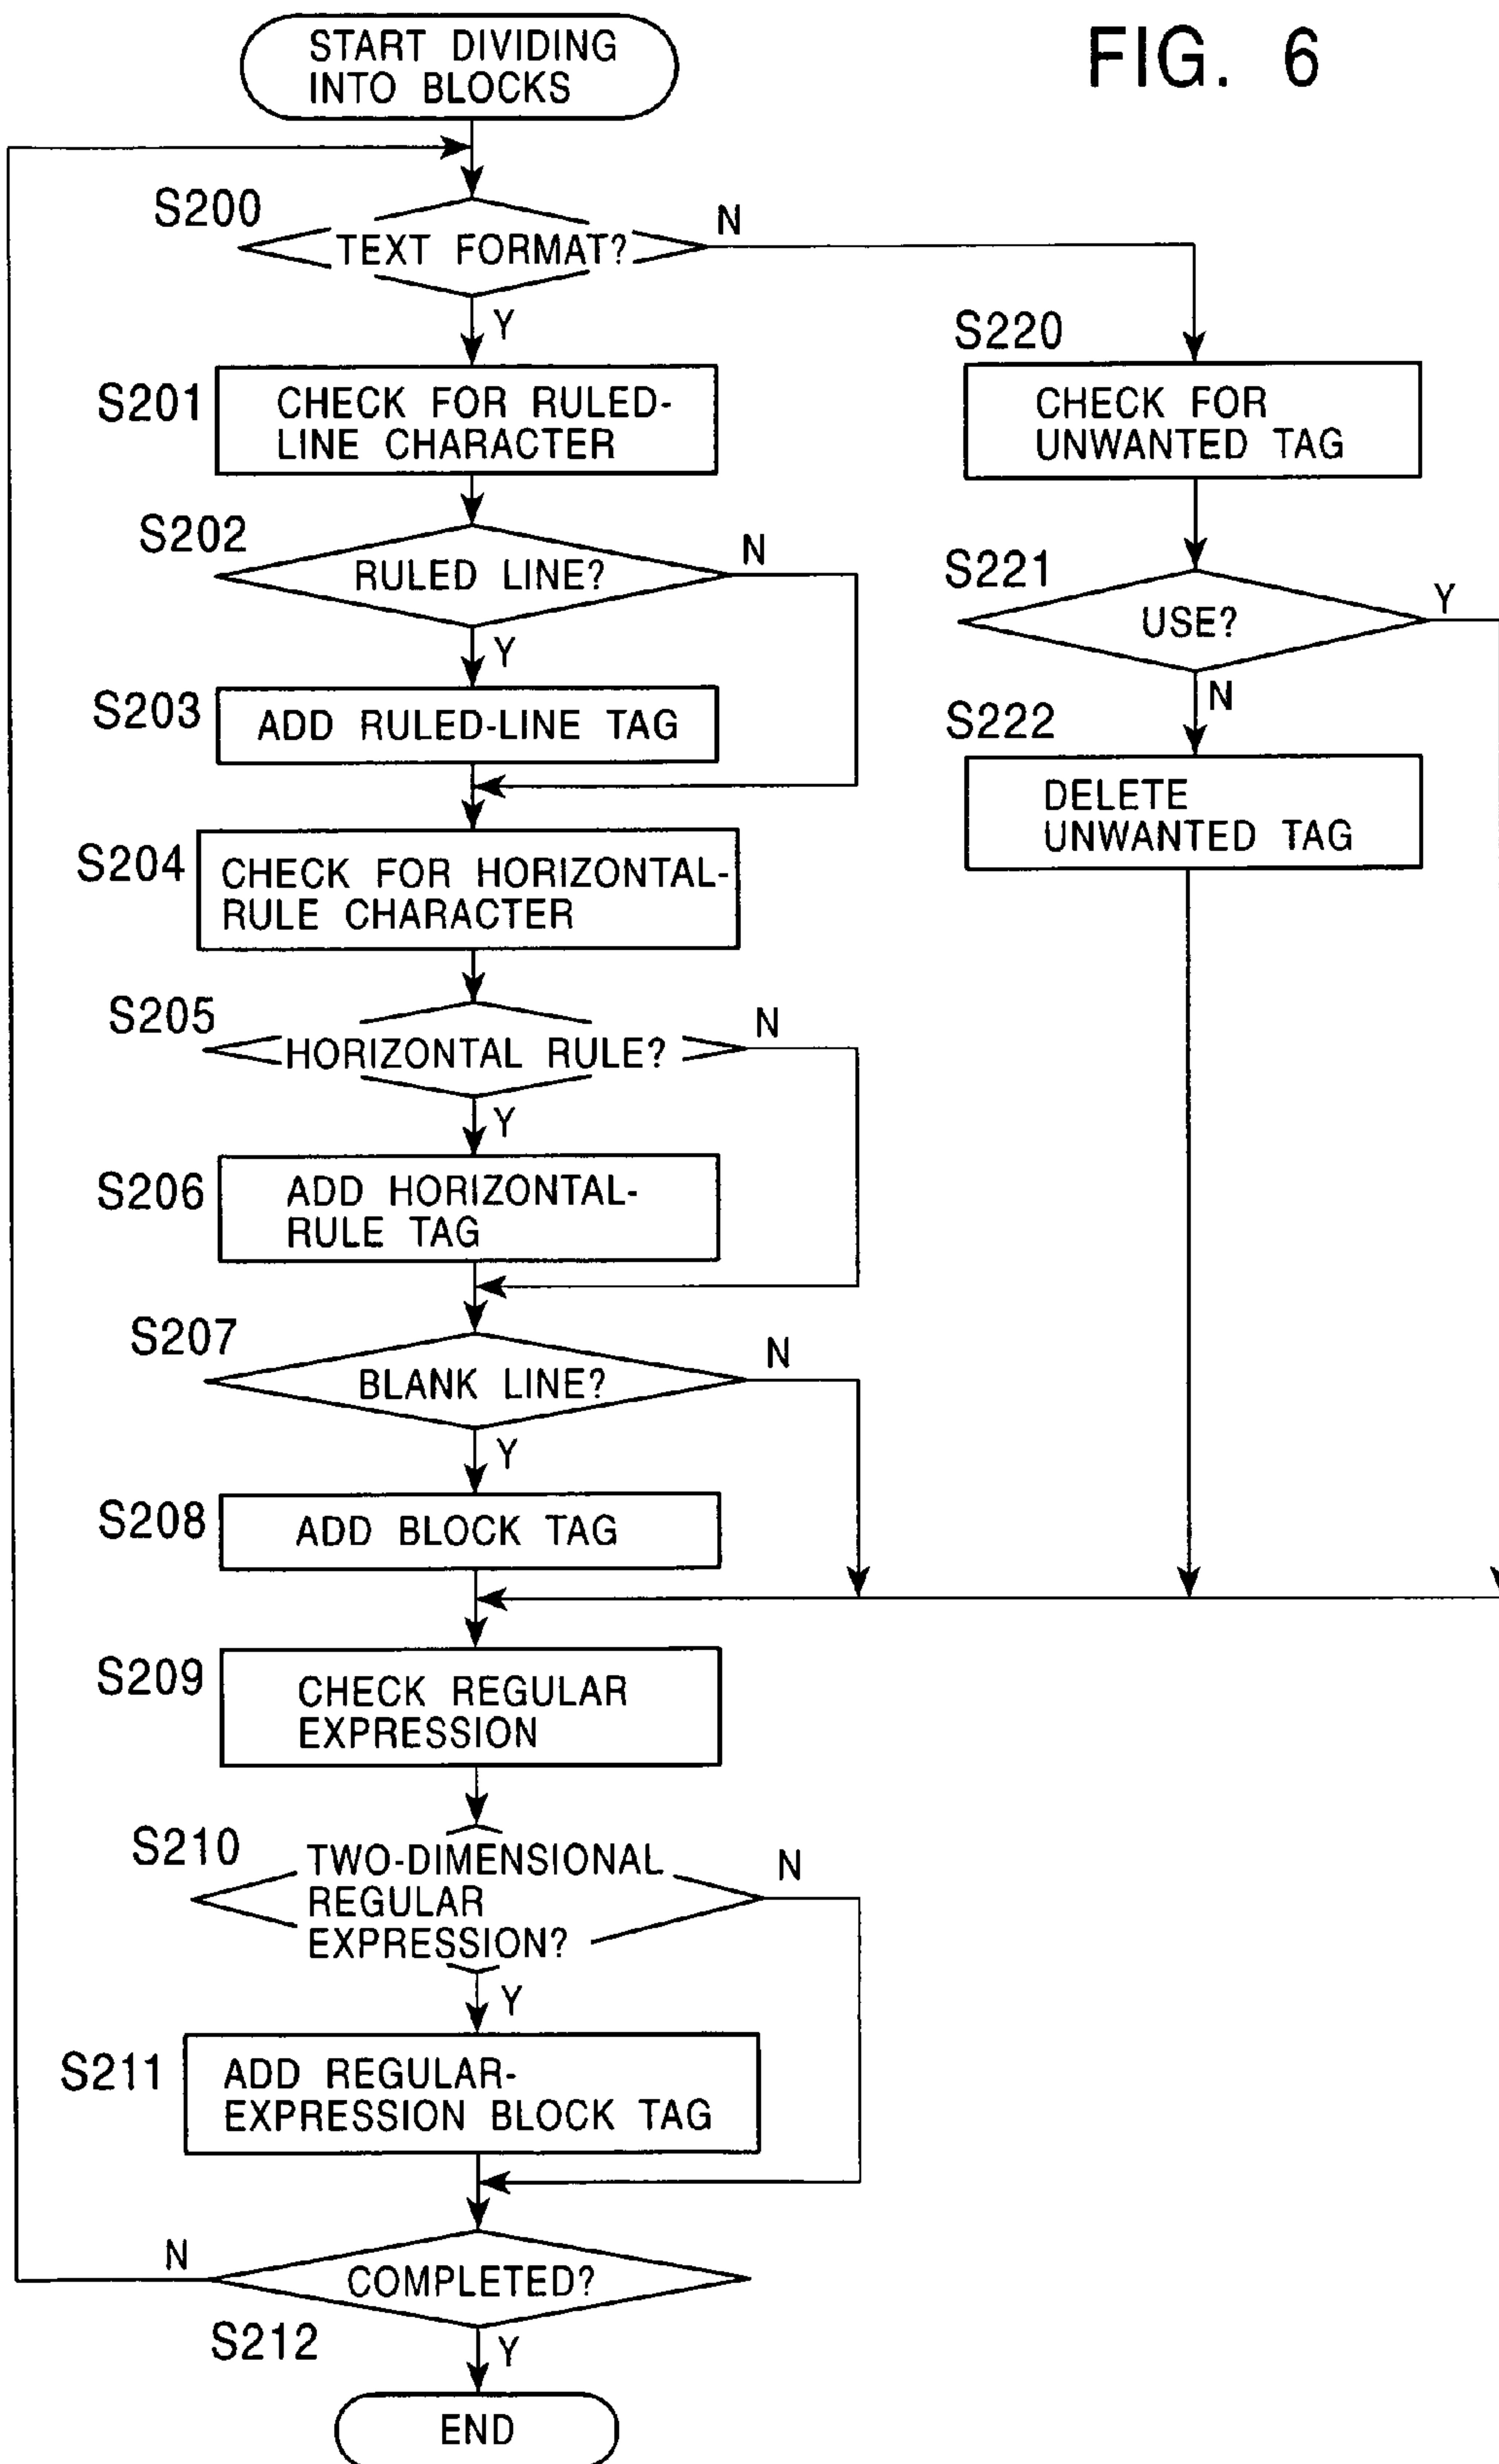 FIG. 6
START DIVIDING
INTO BLOCKS
S200
TEXT FORMAT?
N
Y
S201
CHECK FOR RULED-
LINE CHARACTER
S202
RULED LINE?
N
Y
S203
ADD RULED-LINE TAG
S204
CHECK FOR HORIZONTAL-
RULE CHARACTER
S205
HORIZONTAL RULE?
N
Y
S206
ADD HORIZONTAL-
RULE TAG
S207
BLANK LINE?
N
Y
S208
ADD BLOCK TAG
S220
CHECK FOR
UNWANTED TAG
S221
USE?
Y
N
S222
DELETE
UNWANTED TAG
S209
CHECK REGULAR
EXPRESSION
S210
TWO-DIMENSIONAL
REGULAR
EXPRESSION?
N
Y
S211
ADD REGULAR-
EXPRESSION BLOCK TAG
N
COMPLETED?
S212
Y
END